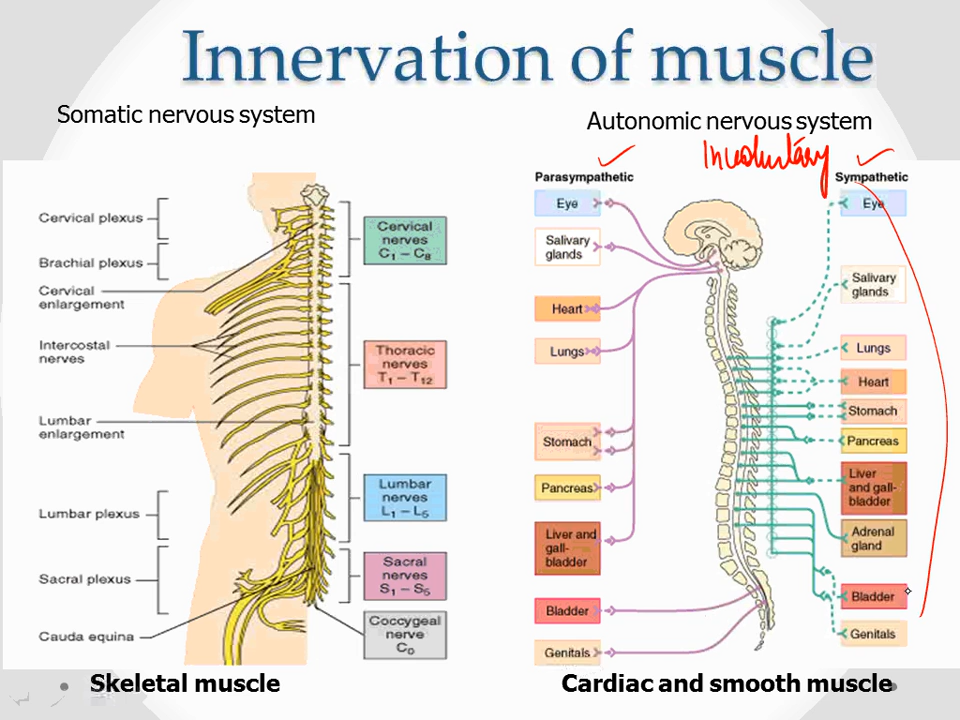 Innervation of muscle
Somatic nervous system
Autonomic nervous system
Involuntary
Cervical plexus
Brachial plexus
Cervical
enlargement
Intercostal
nerves
Lumbar
enlargement
Lumbar plexus
Sacral plexus
Cauda equina
Cervical
nerves
C1 – C8
Thoracic
nerves
T1 – T12
Lumbar
nerves
L1 – L5
Sacral
nerves
S1 – S5
Coccygeal
nerve
C0
Parasympathetic
Eye
Salivary
glands
Heart
Lungs
Stomach
Pancreas
Liver and
gall-
bladder
Bladder
Genitals
Sympathetic
Eye
Salivary
glands
Lungs
Heart
Stomach
Pancreas
Liver
and gall-
bladder
Adrenal
gland
Bladder
Genitals
• Skeletal muscle
Cardiac and smooth muscle